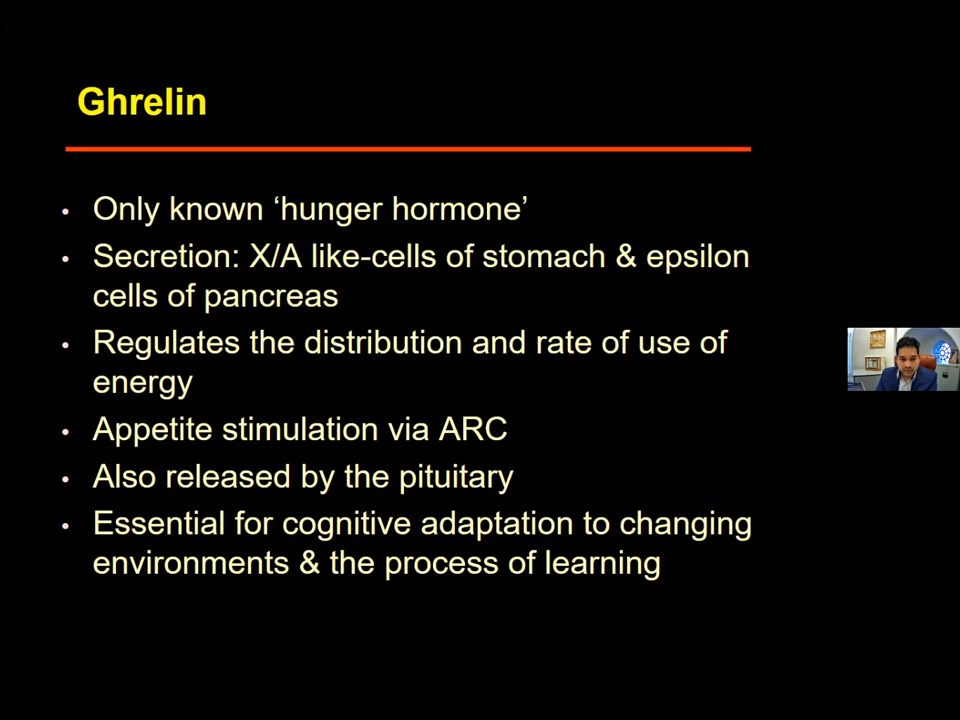 Ghrelin
• Only known ‘hunger hormone’
• Secretion: X/A like-cells of stomach & epsilon
cells of pancreas
• Regulates the distribution and rate of use of
energy
• Appetite stimulation via ARC
• Also released by the pituitary
• Essential for cognitive adaptation to changing
environments & the process of learning